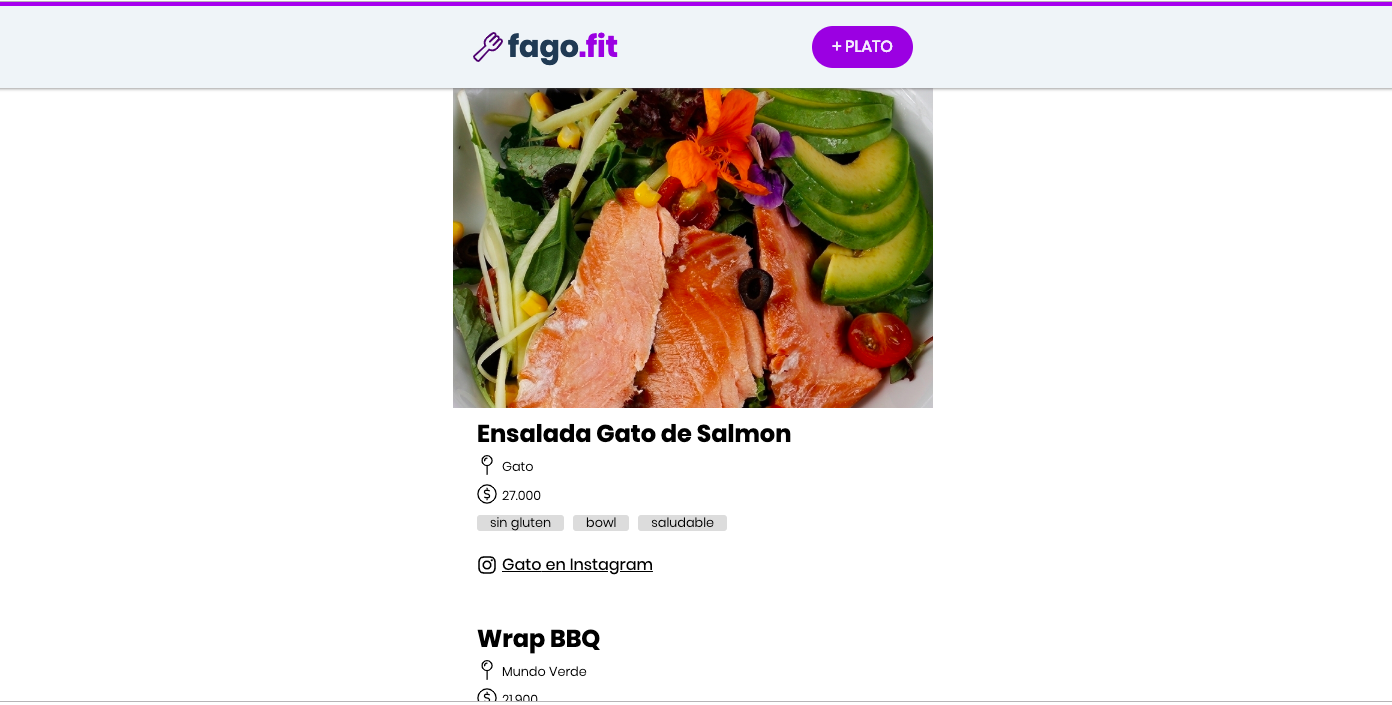 fago.fit
+ PLATO
Ensalada Gato de Salmon
Gato
27.000
sin gluten bowl saludable
Gato en Instagram
Wrap BBQ
Mundo Verde
21.900